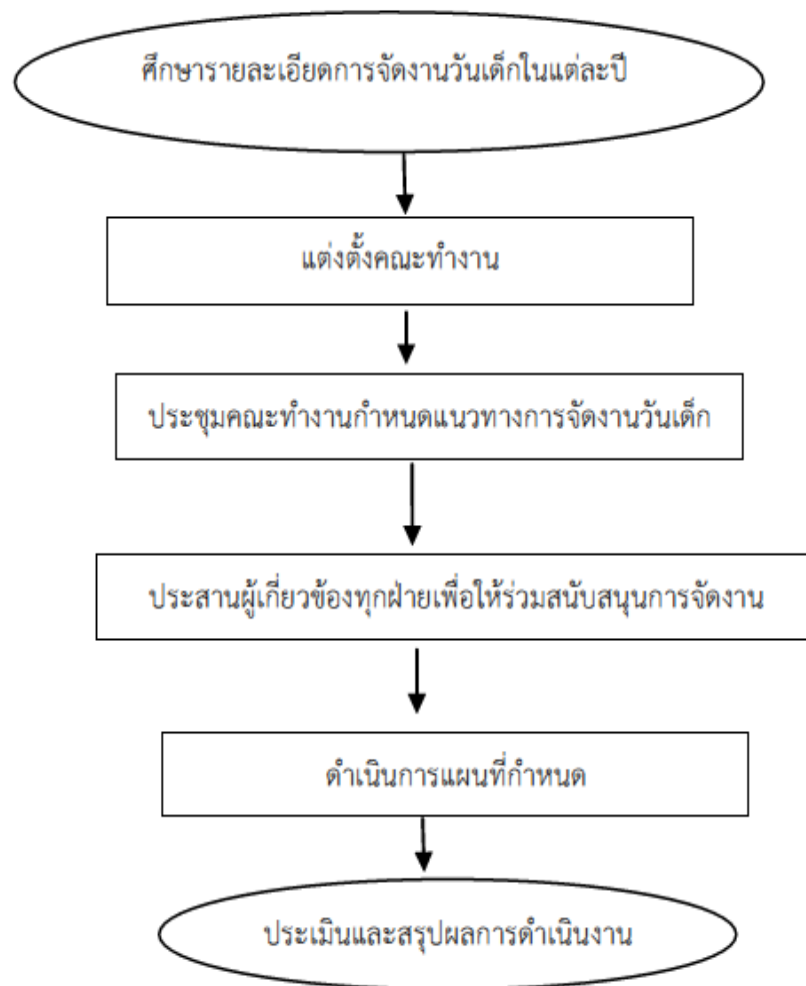 ศึกษารายละเอียดการจัดงานวันเด็กในแต่ละปี
แต่งตั้งคณะทำงาน
ประชุมคณะทำงานกำหนดแนวทางการจัดงานวันเด็ก
ประสานผู้เกี่ยวข้องทุกฝ่ายเพื่อให้ร่วมสนับสนุนการจัดงาน
ดำเนินการแผนที่กำหนด
ประเมินและสรุปผลการดำเนินงาน